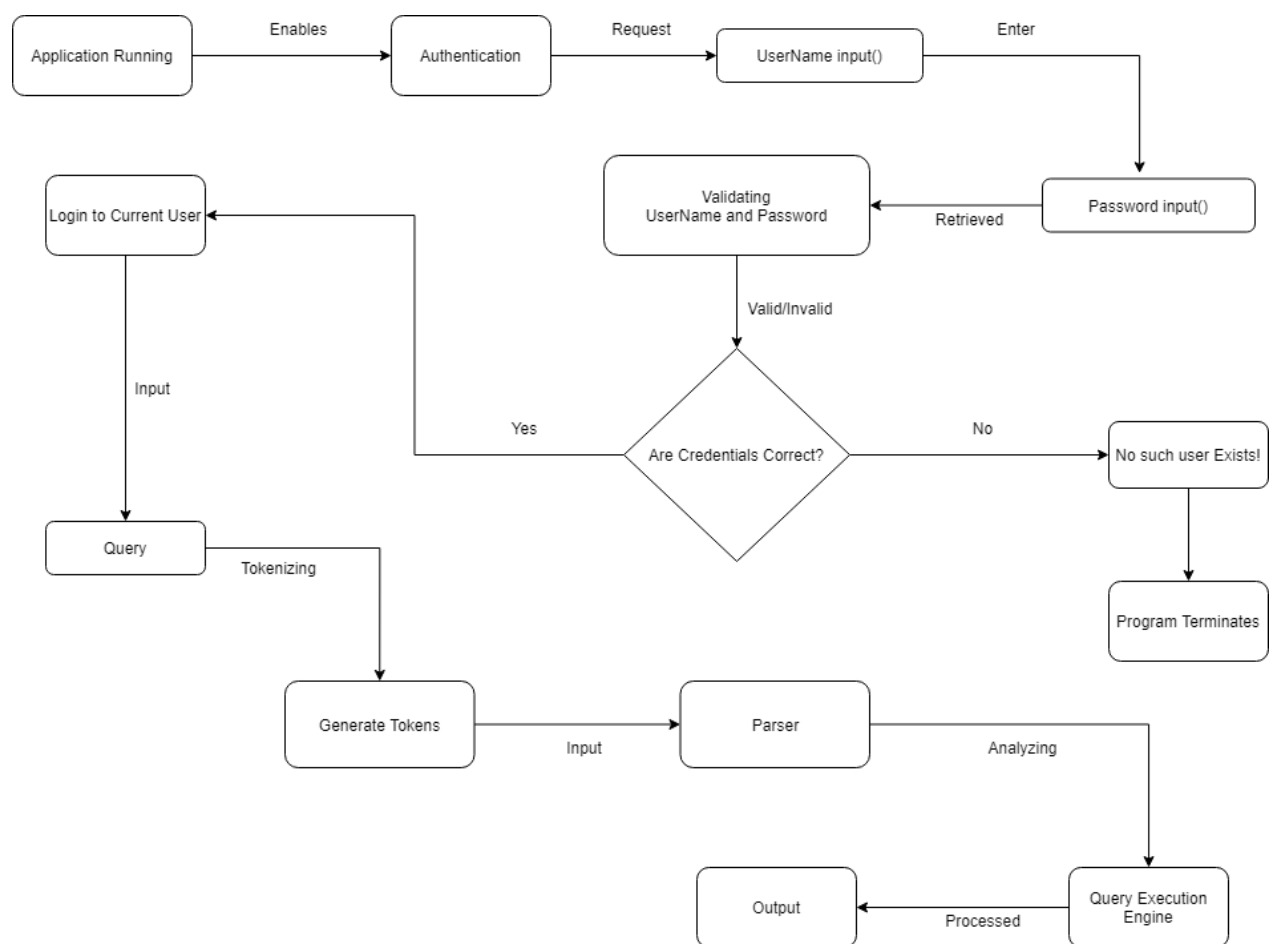 Application Running
Enables
Authentication
Request
UserName input()
Enter
Password input()
Retrieved
Validating
UserName and Password
Valid/Invalid
Are Credentials Correct?
Yes
No
Login to Current User
Input
No such user Exists!
Program Terminates
Query
Tokenizing
Generate Tokens
Input
Parser
Analyzing
Query Execution
Engine
Processed
Output